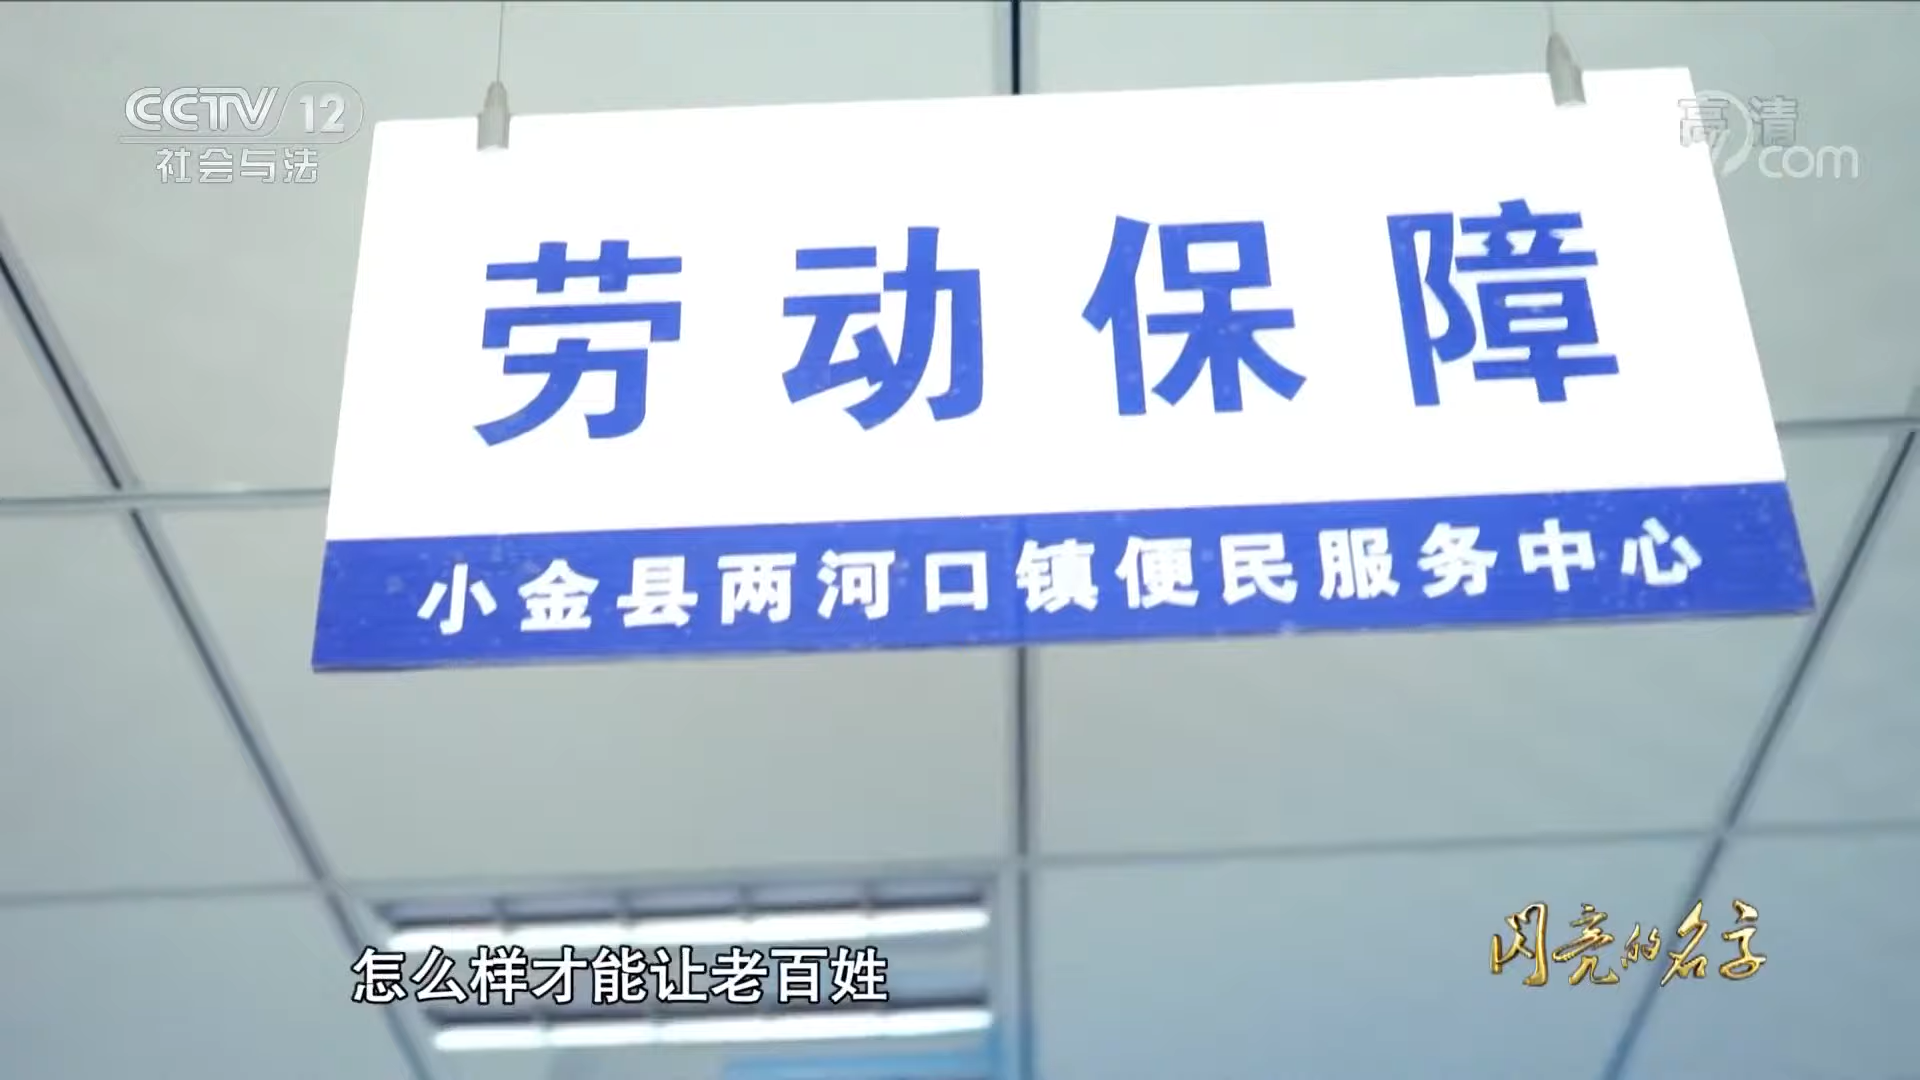 CCTV 12
社会与法
高清
com
劳动保障
小金县两河口镇便民服务中心
闪亮的名字
怎么样才能让老百姓